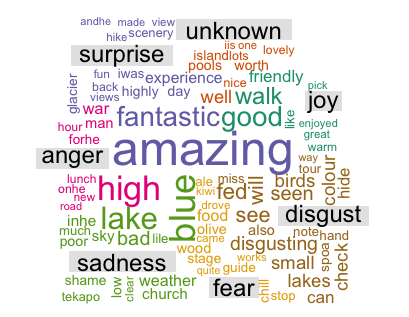 andhe made view unknown iis one
hike scenery
surprise islandlots lovely
glacier fun iwas experience pools worth
back highly day nice friendly pick
views war well walk joy
hour man fantastic good like enjoyed
forhe great
anger amazing warm
way
lunch high ale miss birds tour
onhe new blue kiwi fed will seen colour hide
road lake drove
inhe food see disgust
much sky bad lile olive also note hand
poor came disgusting spoa
sadness wood works small check
stage guide lakes
shame low clear weather quite chill stop can
tekapo church fear